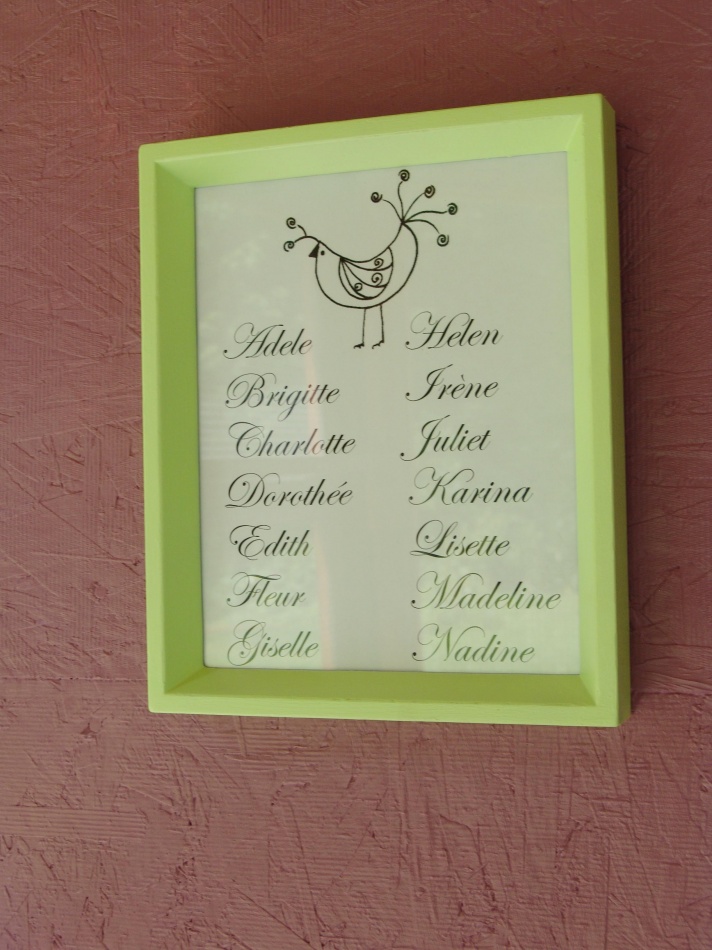 Adele
Brigitte
Charlotte
Dorothée
Edith
Fleur
Giselle
Helen
Irène
Juliet
Karina
Lisette
Madeline
Nadine